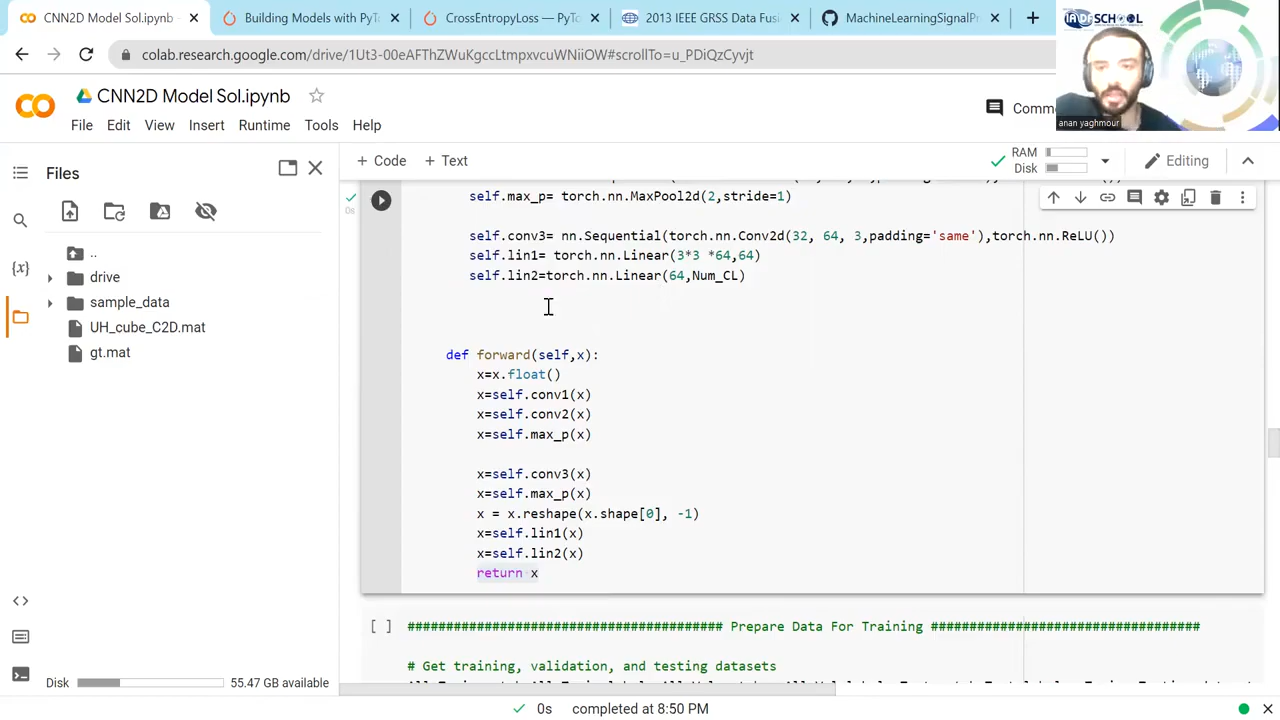 CNN2D Model Sol.ipynb -
Building Models with PyT
CrossEntropyLoss — PyTo
2013 IEEE GRSS Data Fusi
MachineLearningSignalPr
colab.research.google.com/drive/1Ut3-00eAFThZWuKgccLtmpxvcuWNiiOW#scrollTo=u_PDiQzCyvjt
IADF SCHOOL
anan yaghmour
CO
CNN2D Model Sol.ipynb
Comme
File Edit View Insert Runtime Tools Help
Files
+ Code + Text
RAM
Disk
Editing
..
drive
sample_data
UH_cube_C2D.mat
gt.mat
{x}
0s
self.max_p= torch.nn.MaxPool2d(2,stride=1)
self.conv3= nn.Sequential(torch.nn.Conv2d(32, 64, 3,padding='same'),torch.nn.ReLU())
self.lin1= torch.nn.Linear(3*3 *64,64)
self.lin2=torch.nn.Linear(64,Num_CL)
def forward(self,x):
x=x.float()
x=self.conv1(x)
x=self.conv2(x)
x=self.max_p(x)
x=self.conv3(x)
x=self.max_p(x)
x = x.reshape(x.shape[0], -1)
x=self.lin1(x)
x=self.lin2(x)
return x
[ ] ######################################## Prepare Data For Training ###################################
# Get training, validation, and testing datasets
Disk 55.47 GB available
0s completed at 8:50 PM